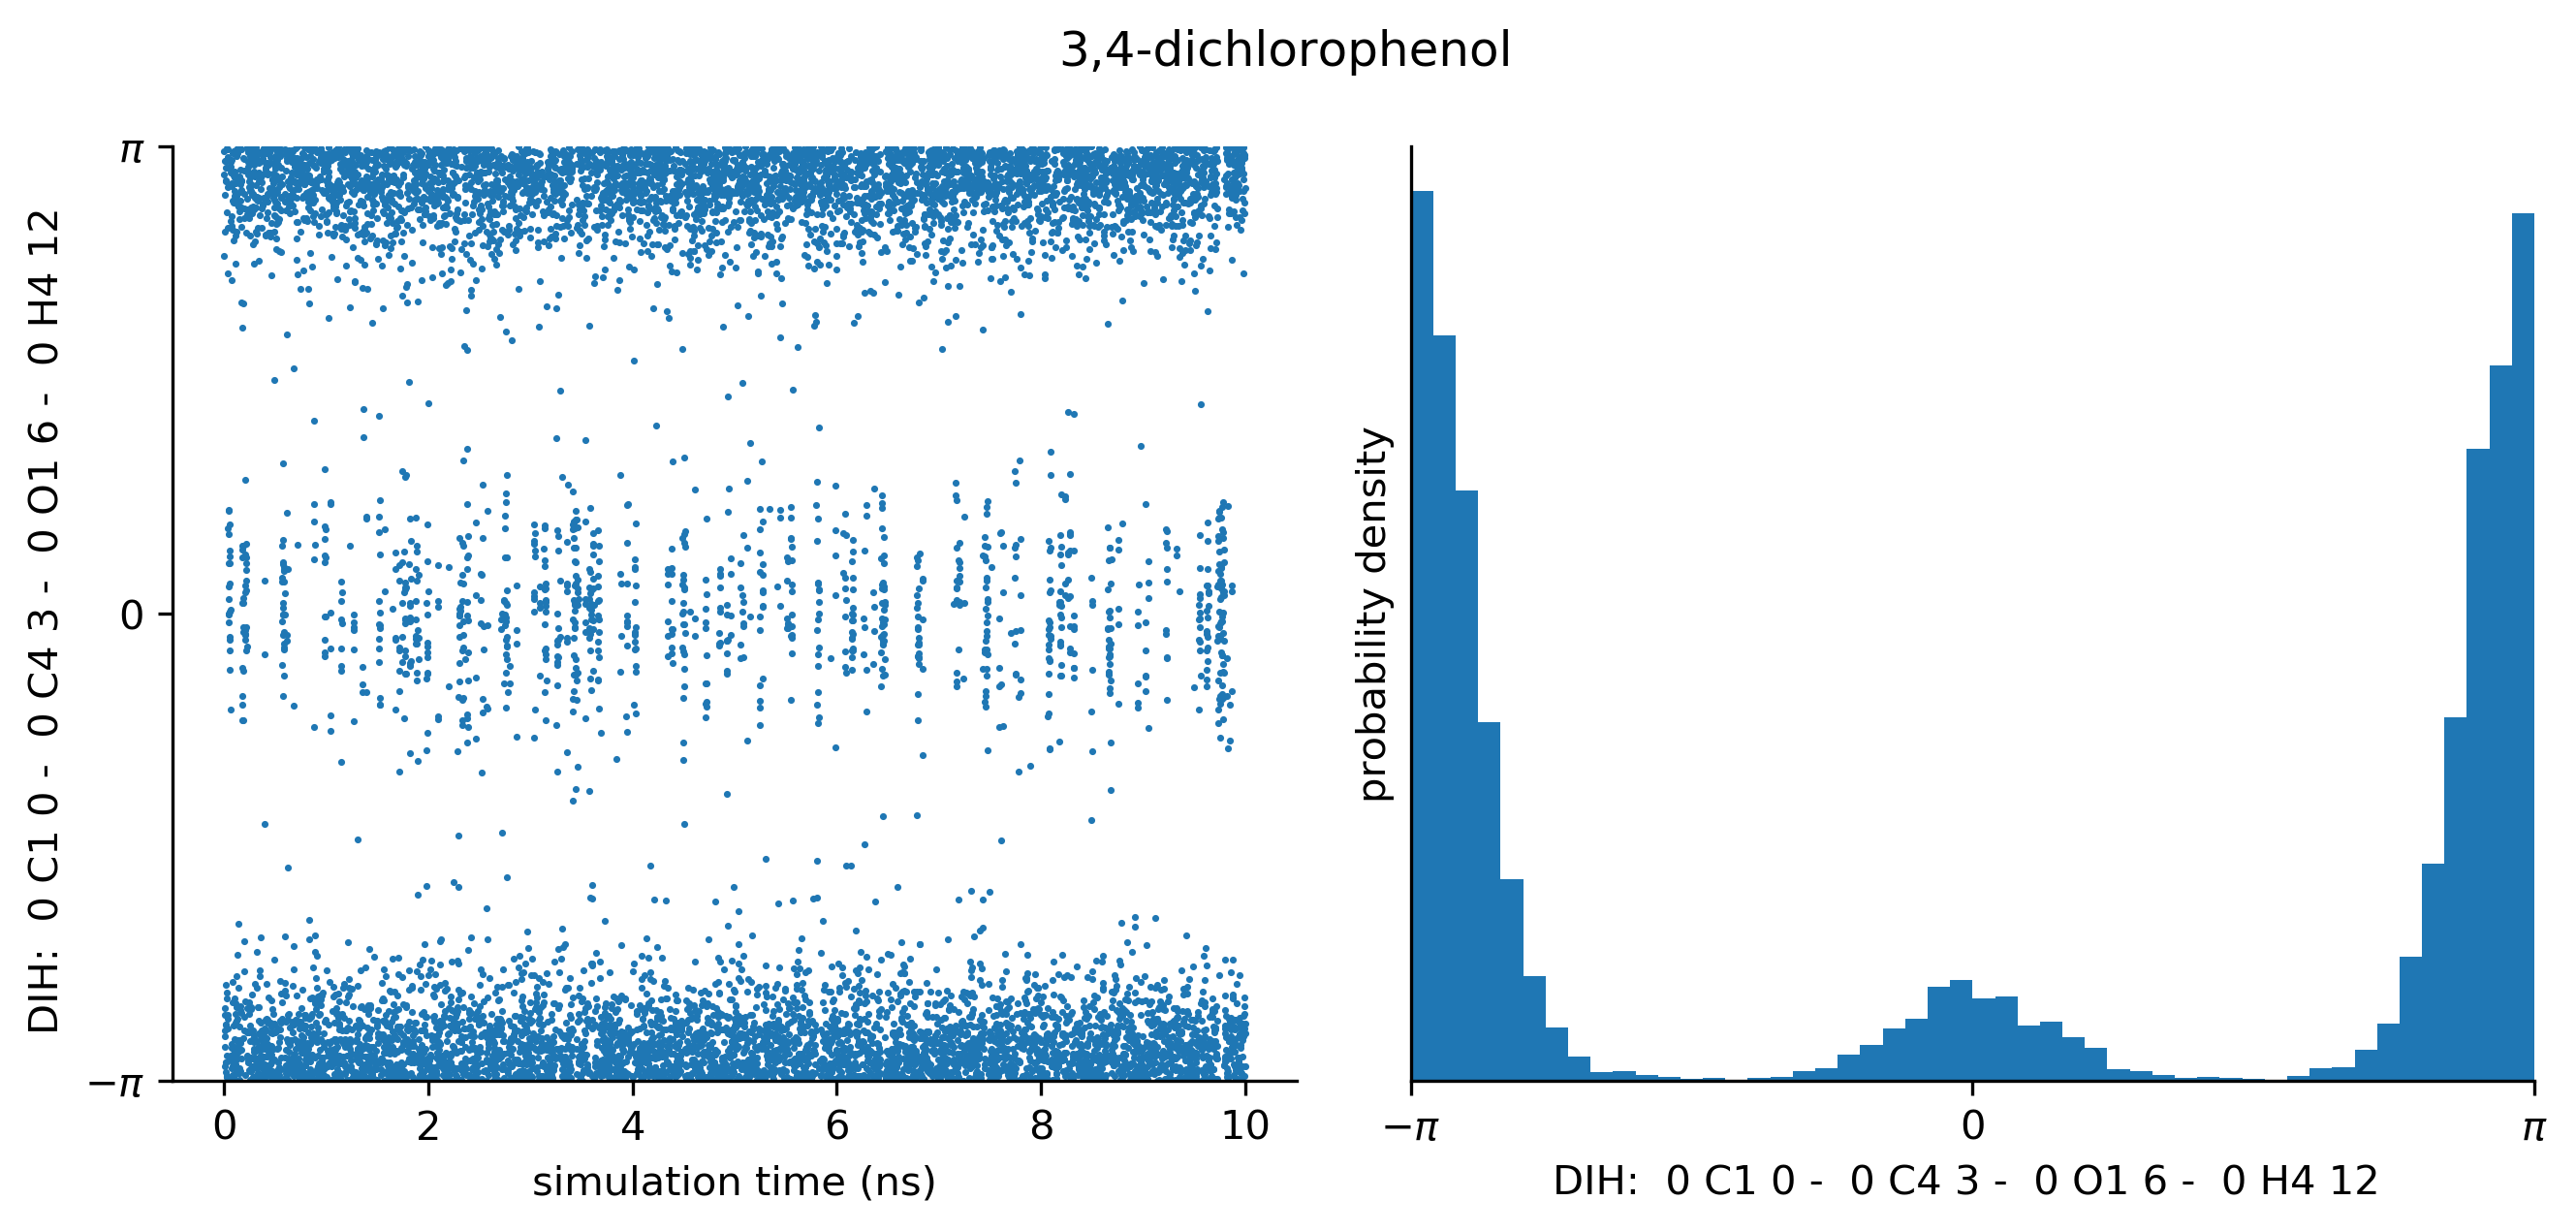 3,4-dichlorophenol
DIH:  0 C1 0 -  0 C4 3 -  0 O1 6 -  0 H4 12
π
0
−π
0 2 4 6 8 10
simulation time (ns)
probability density
−π 0 π
DIH:  0 C1 0 -  0 C4 3 -  0 O1 6 -  0 H4 12